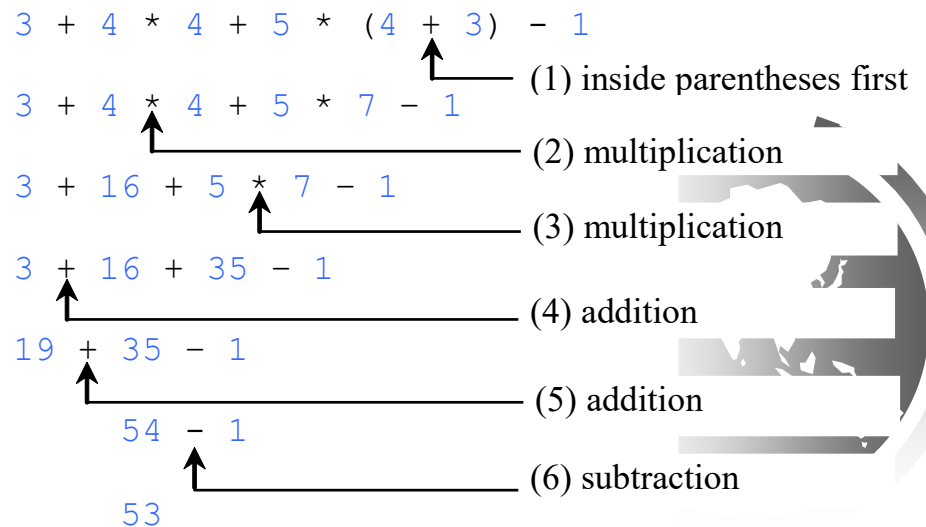 3 + 4 * 4 + 5 * (4 + 3) - 1
(1) inside parentheses first
3 + 4 * 4 + 5 * 7 – 1
(2) multiplication
3 + 16 + 5 * 7 – 1
(3) multiplication
3 + 16 + 35 – 1
(4) addition
19 + 35 – 1
(5) addition
54 - 1
(6) subtraction
53